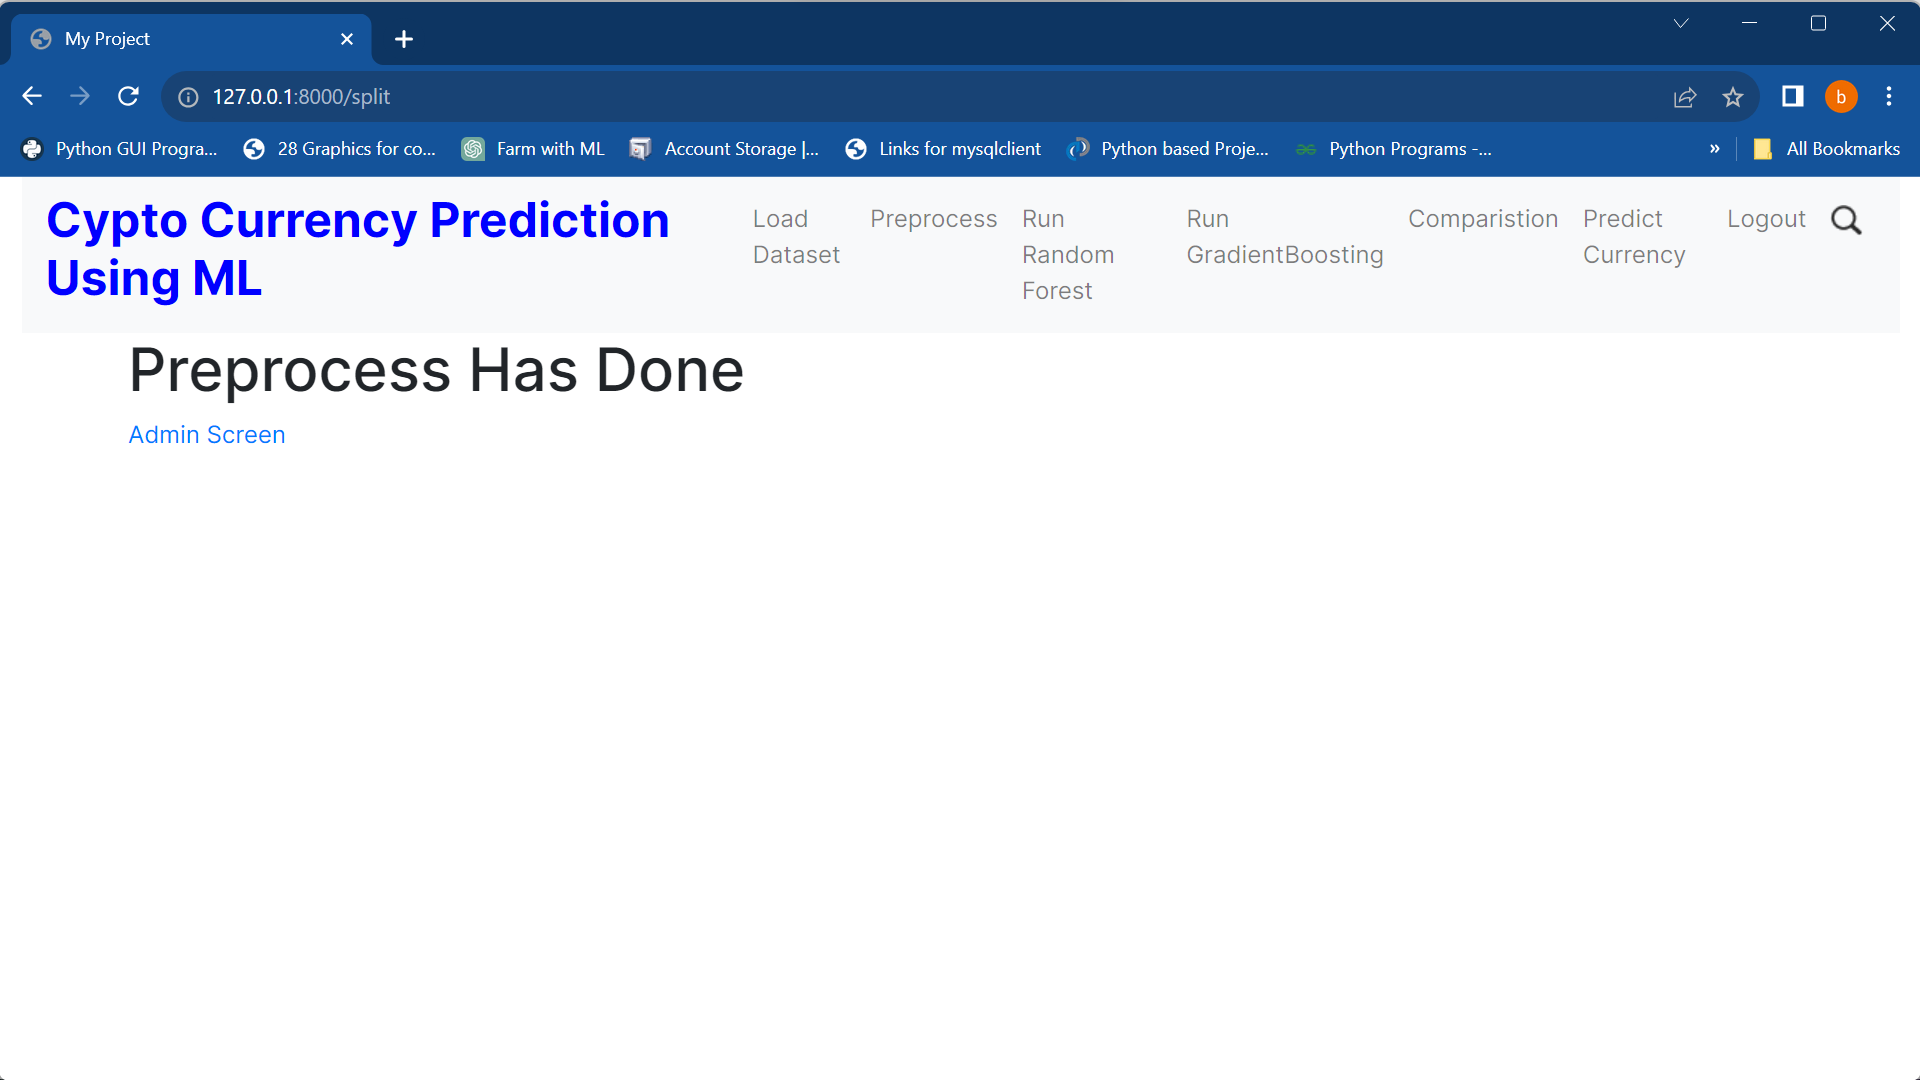 My Project
127.0.0.1:8000/split
b
Python GUI Progra...
28 Graphics for co...
Farm with ML
Account Storage |...
Links for mysqlclient
Python based Proje...
Python Programs -...
»
All Bookmarks
Cypto Currency Prediction
Using ML
Load
Dataset
Preprocess
Run
Random
Forest
Run
GradientBoosting
Comparistion
Predict
Currency
Logout
Preprocess Has Done
Admin Screen